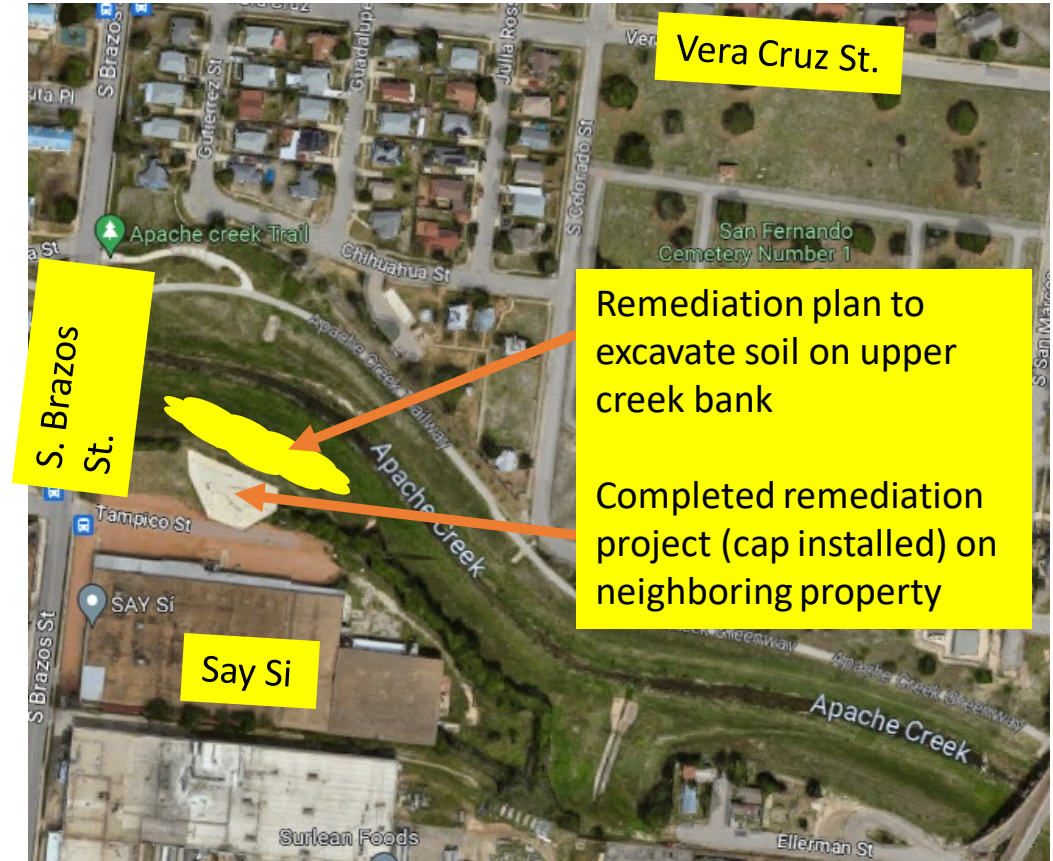 Vera Cruz St.
S Brazos
Gutierrez St
Guadalupe
Julia Ross
S Colorado St
San Fernando
Cemetery Number 1
Apache creek Trail
Chihuahua St
a St
S. Brazos
St.
Remediation plan to
excavate soil on upper
creek bank
Completed remediation
project (cap installed) on
neighboring property
Apache Creek Trailway
Apache Creek
Tampico St
SAY Sí
Say Si
S Brazos St
Greenway
Apache Creek Greenway
Apache Creek
Surlean Foods
Ellerman St